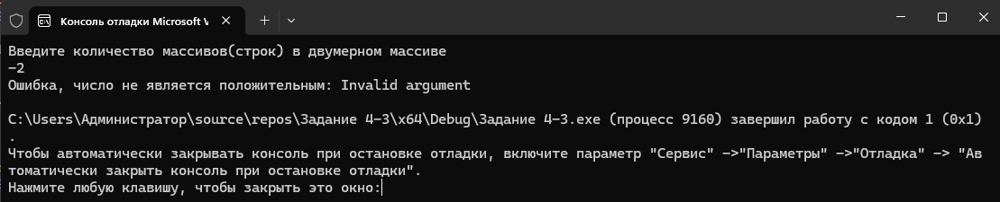 Консоль отладки Microsoft V
Введите количество массивов(строк) в двумерном массиве
-2
Ошибка, число не является положительным: Invalid argument
C:\Users\Администратор\source\repos\Задание 4-3\x64\Debug\Задание 4-3.exe (процесс 9160) завершил работу с кодом 1 (0x1)
.
Чтобы автоматически закрывать консоль при остановке отладки, включите параметр "Сервис" ->"Параметры" ->"Отладка" -> "Ав
томатически закрыть консоль при остановке отладки".
Нажмите любую клавишу, чтобы закрыть это окно: